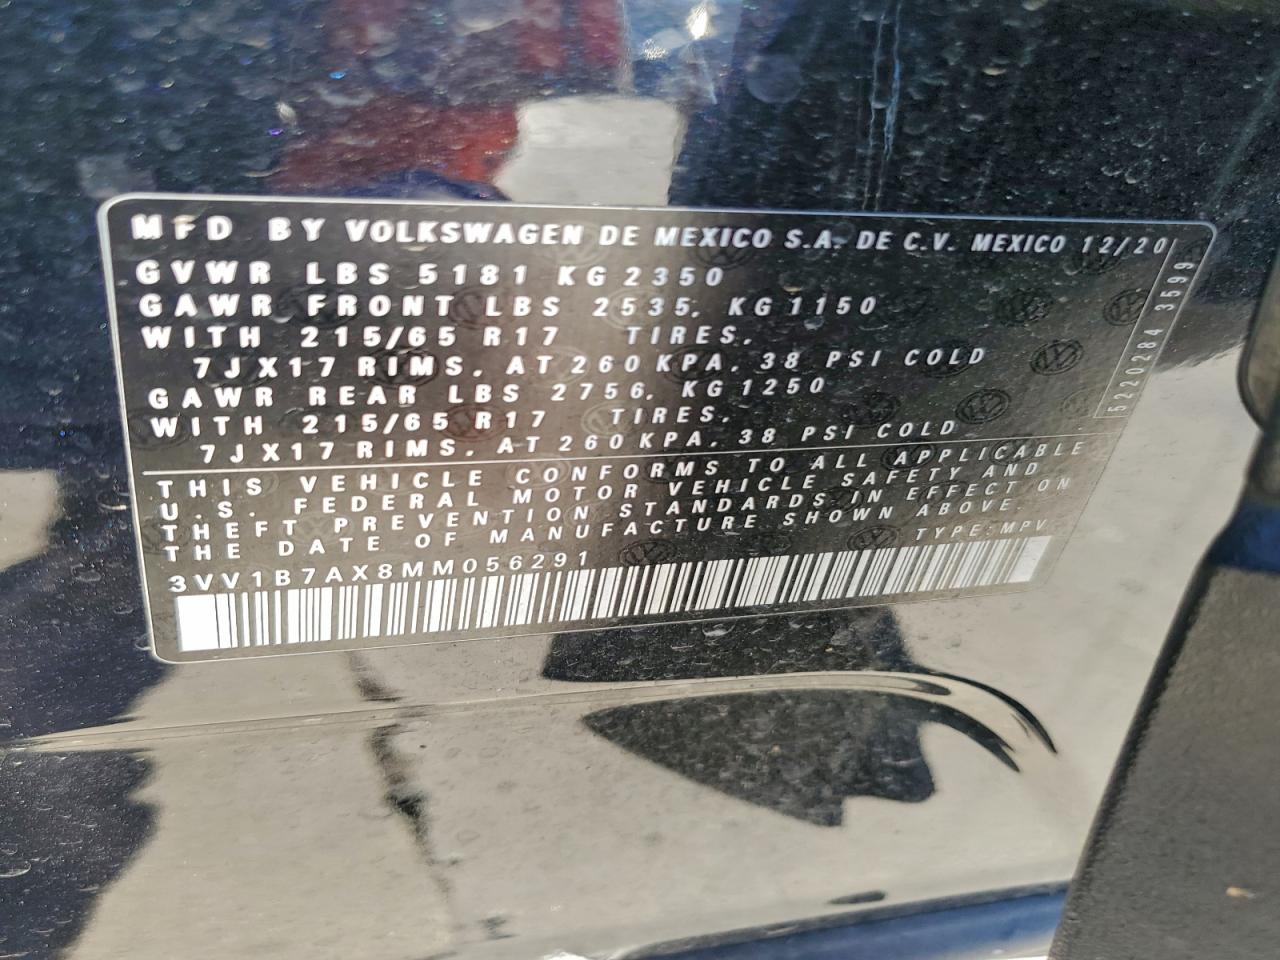 MFD BY VOLKSWAGEN DE MEXICO S.A. DE C.V. MEXICO 12/20
GVWR LBS 5181 KG 2350
GAWR FRONT LBS 2535, KG 1150
WITH 215/65 R17 TIRES.
7JX17 RIMS. AT 260 KPA. 38 PSI COLD
GAWR REAR LBS 2756. KG 1250
WITH 215/65 R17 TIRES.
7JX17 RIMS. AT 260 KPA. 38 PSI COLD
5220284 3599
THIS VEHICLE CONFORMS TO ALL APPLICABLE
U.S. FEDERAL MOTOR VEHICLE SAFETY AND
THEFT PREVENTION STANDARDS IN EFFECT ON
THE DATE OF MANUFACTURE SHOWN ABOVE.
3VV1B7AX8MM056291 TYPE:MPV